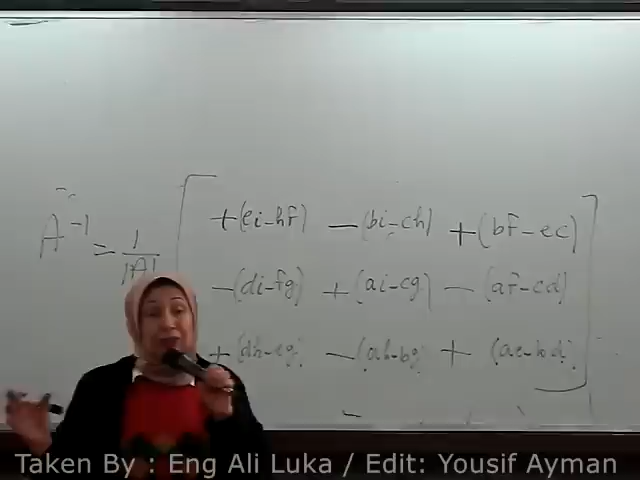 +(ei-hf) -(bi-ch) +(bf-ec)
A⁻¹ = 1/|A|
-(di-fg) +(ai-cg) -(af-cd)
+(dh-eg) -(ah-bg) + (ae-bd)
Taken By : Eng Ali Luka / Edit: Yousif Ayman